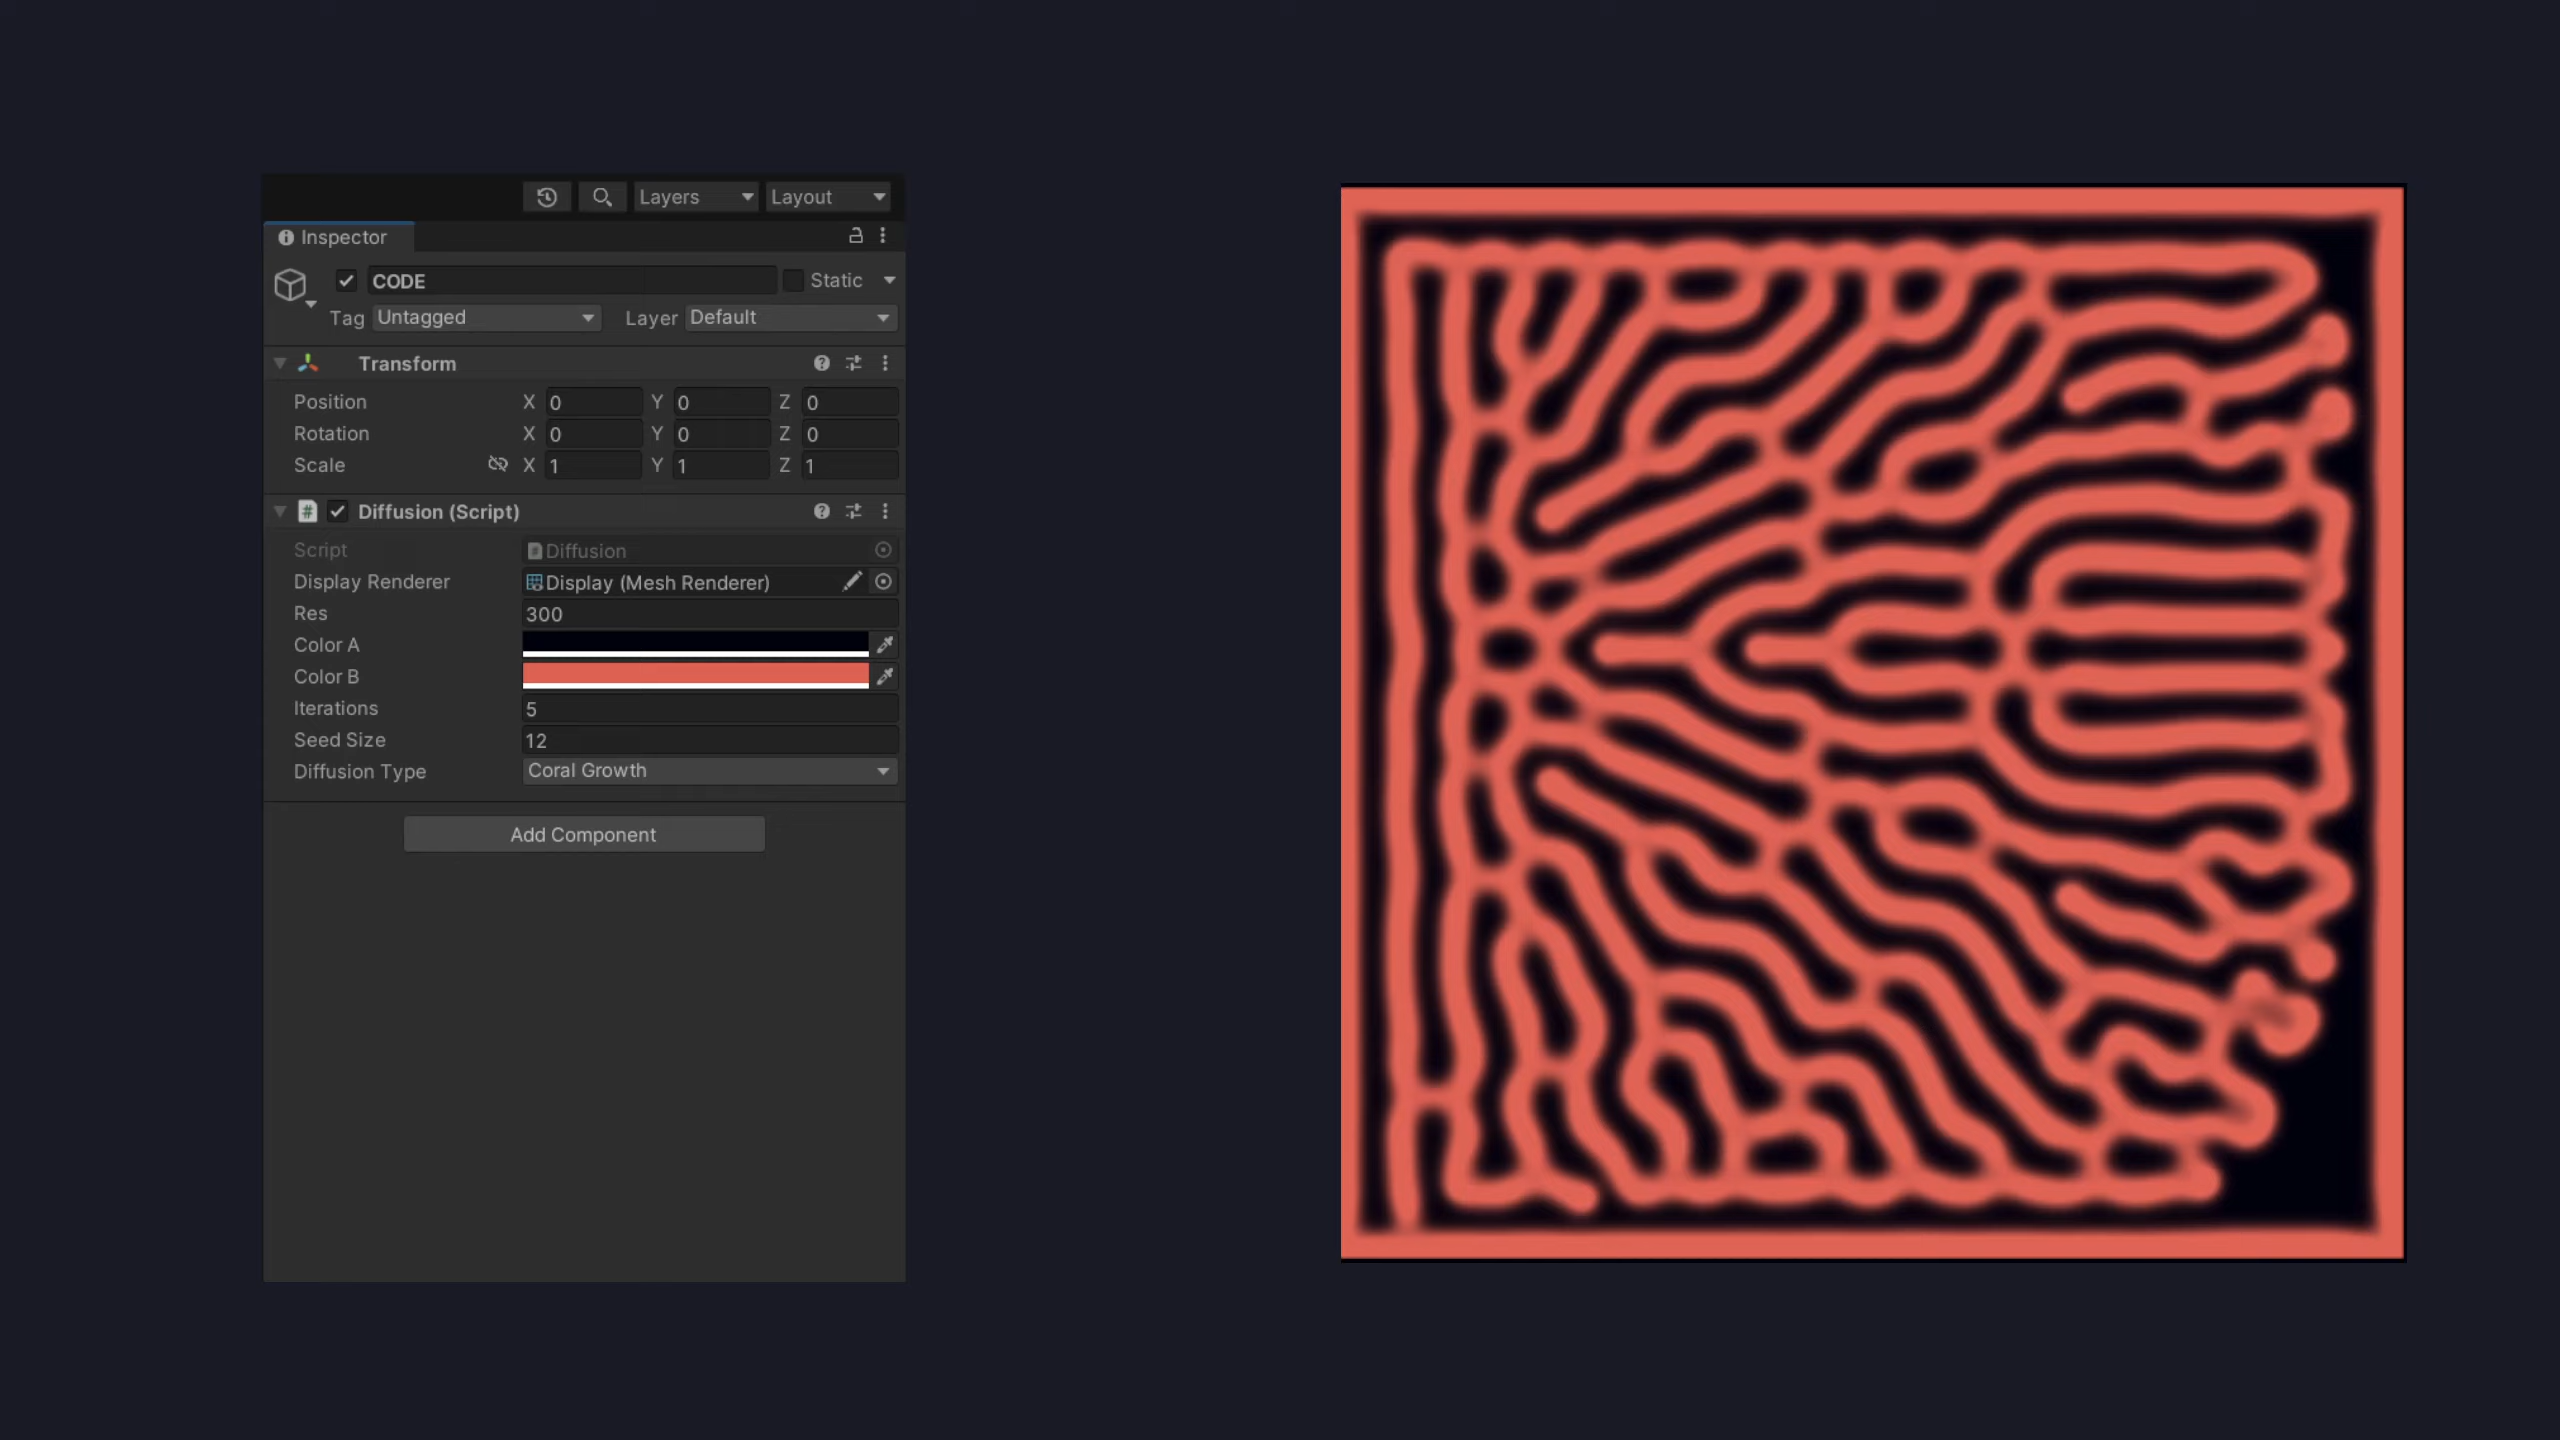 Layers Layout
Inspector
CODE Static
Tag Untagged Layer Default
Transform
Position X 0 Y 0 Z 0
Rotation X 0 Y 0 Z 0
Scale X 1 Y 1 Z 1
# Diffusion (Script)
Script # Diffusion
Display Renderer Display (Mesh Renderer)
Res 300
Color A
Color B
Iterations 5
Seed Size 12
Diffusion Type Coral Growth
Add Component